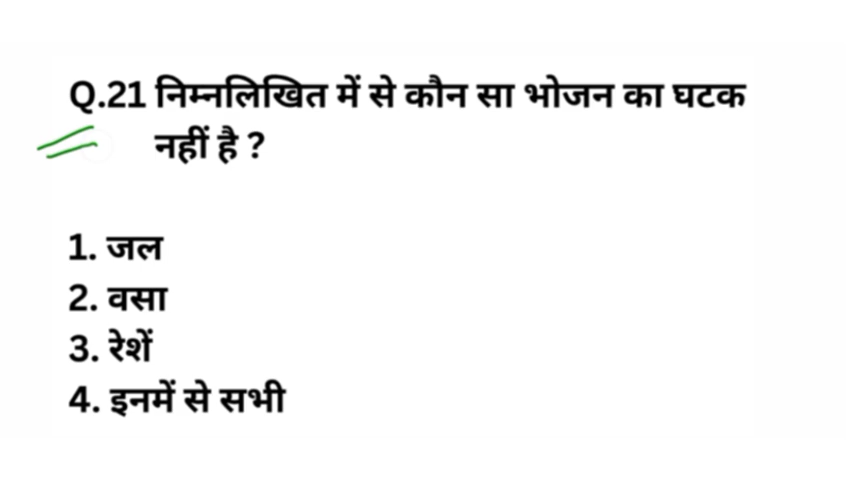 Q.21 निम्नलिखित में से कौन सा भोजन का घटक
नहीं है ?
1. जल
2. वसा
3. रेशें
4. इनमें से सभी